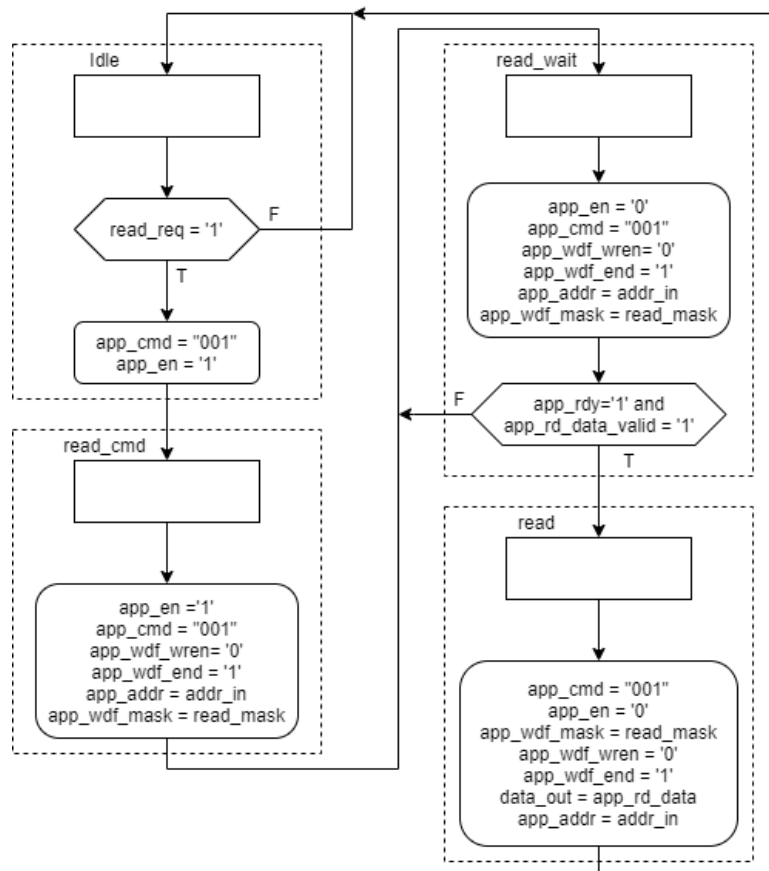 Idle
read_req = '1'
F
T
app_cmd = "001"
app_en = '1'
read_cmd
app_en ='1'
app_cmd = "001"
app_wdf_wren= '0'
app_wdf_end = '1'
app_addr = addr_in
app_wdf_mask = read_mask
read_wait
app_en = '0'
app_cmd = "001"
app_wdf_wren= '0'
app_wdf_end = '1'
app_addr = addr_in
app_wdf_mask = read_mask
F
app_rdy='1' and
app_rd_data_valid = '1'
T
read
app_cmd = "001"
app_en = '0'
app_wdf_mask = read_mask
app_wdf_wren = '0'
app_wdf_end = '1'
data_out = app_rd_data
app_addr = addr_in